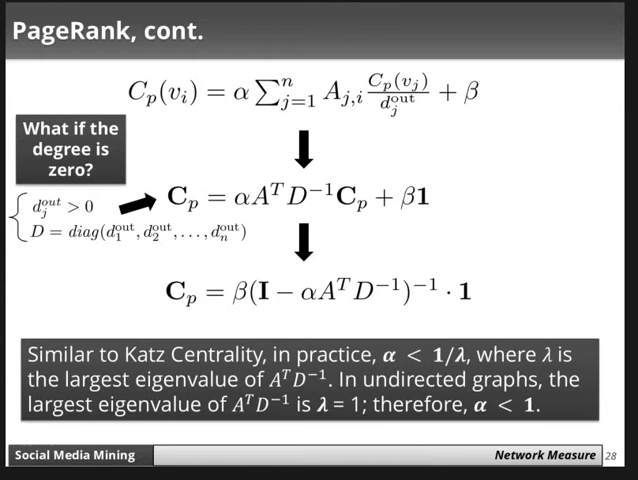 PageRank, cont.
C_p(v_i) = α ∑_{j=1}^{n} A_{j,i} C_p(v_j)/d_j^{out} + β
What if the
degree is
zero?
d_j^{out} > 0
D = diag(d_1^{out}, d_2^{out}, . . . , d_n^{out})
C_p = αA^T D^{−1} C_p + β1
C_p = β(I − αA^T D^{−1})^{−1} · 1
Similar to Katz Centrality, in practice, α < 1/λ, where λ is
the largest eigenvalue of A^T D^{−1}. In undirected graphs, the
largest eigenvalue of A^T D^{−1} is λ = 1; therefore, α < 1.
Social Media Mining
Network Measure
28